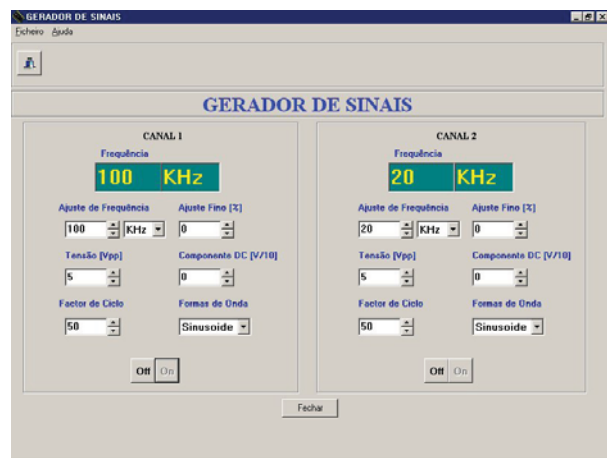 GERADOR DE SINAIS
Ficheiro Ajuda
GERADOR DE SINAIS
CANAL 1
Frequência
100 KHz
Ajuste de Frequência Ajuste Fino [%]
100 KHz 0
Tensão [Vpp] Componente DC [V/10]
5 0
Factor de Ciclo Formas de Onda
50 Sinusoide
Off On
CANAL 2
Frequência
20 KHz
Ajuste de Frequência Ajuste Fino [%]
20 KHz 0
Tensão [Vpp] Componente DC [V/10]
5 0
Factor de Ciclo Formas de Onda
50 Sinusoide
Off On
Fechar